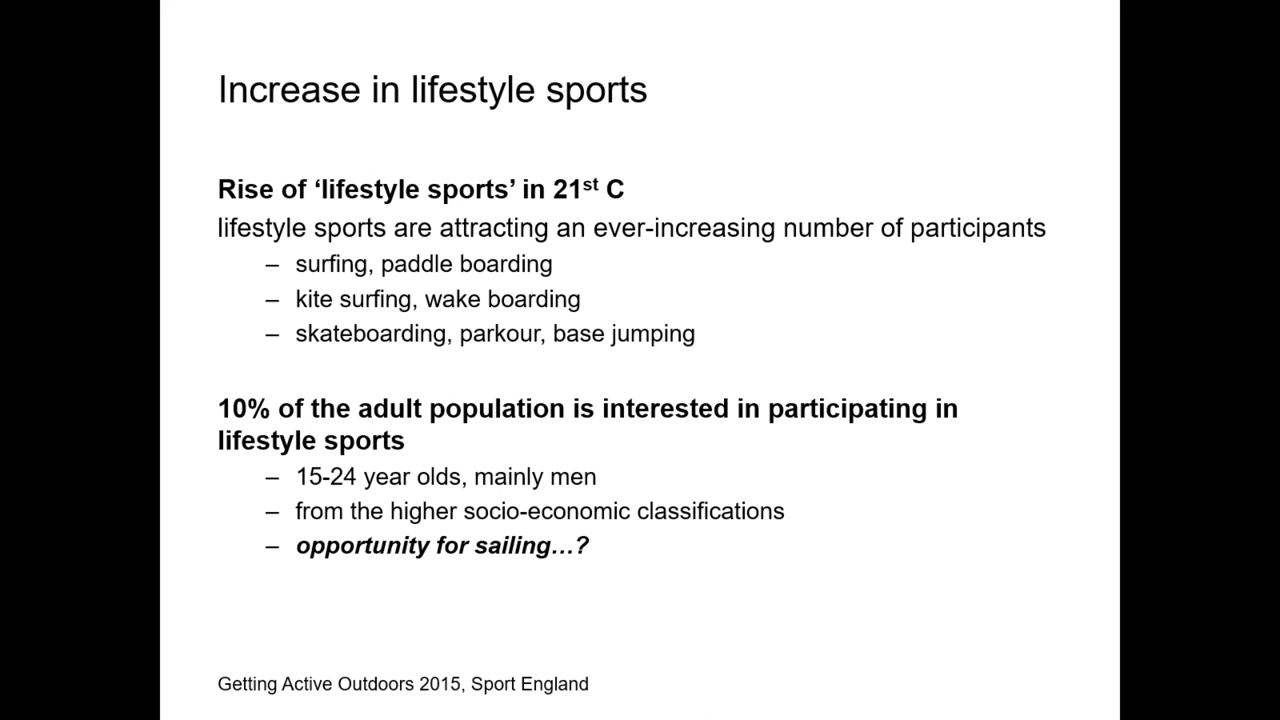 Increase in lifestyle sports
Rise of ‘lifestyle sports’ in 21st C
lifestyle sports are attracting an ever-increasing number of participants
– surfing, paddle boarding
– kite surfing, wake boarding
– skateboarding, parkour, base jumping
10% of the adult population is interested in participating in
lifestyle sports
– 15-24 year olds, mainly men
– from the higher socio-economic classifications
– opportunity for sailing…?
Getting Active Outdoors 2015, Sport England